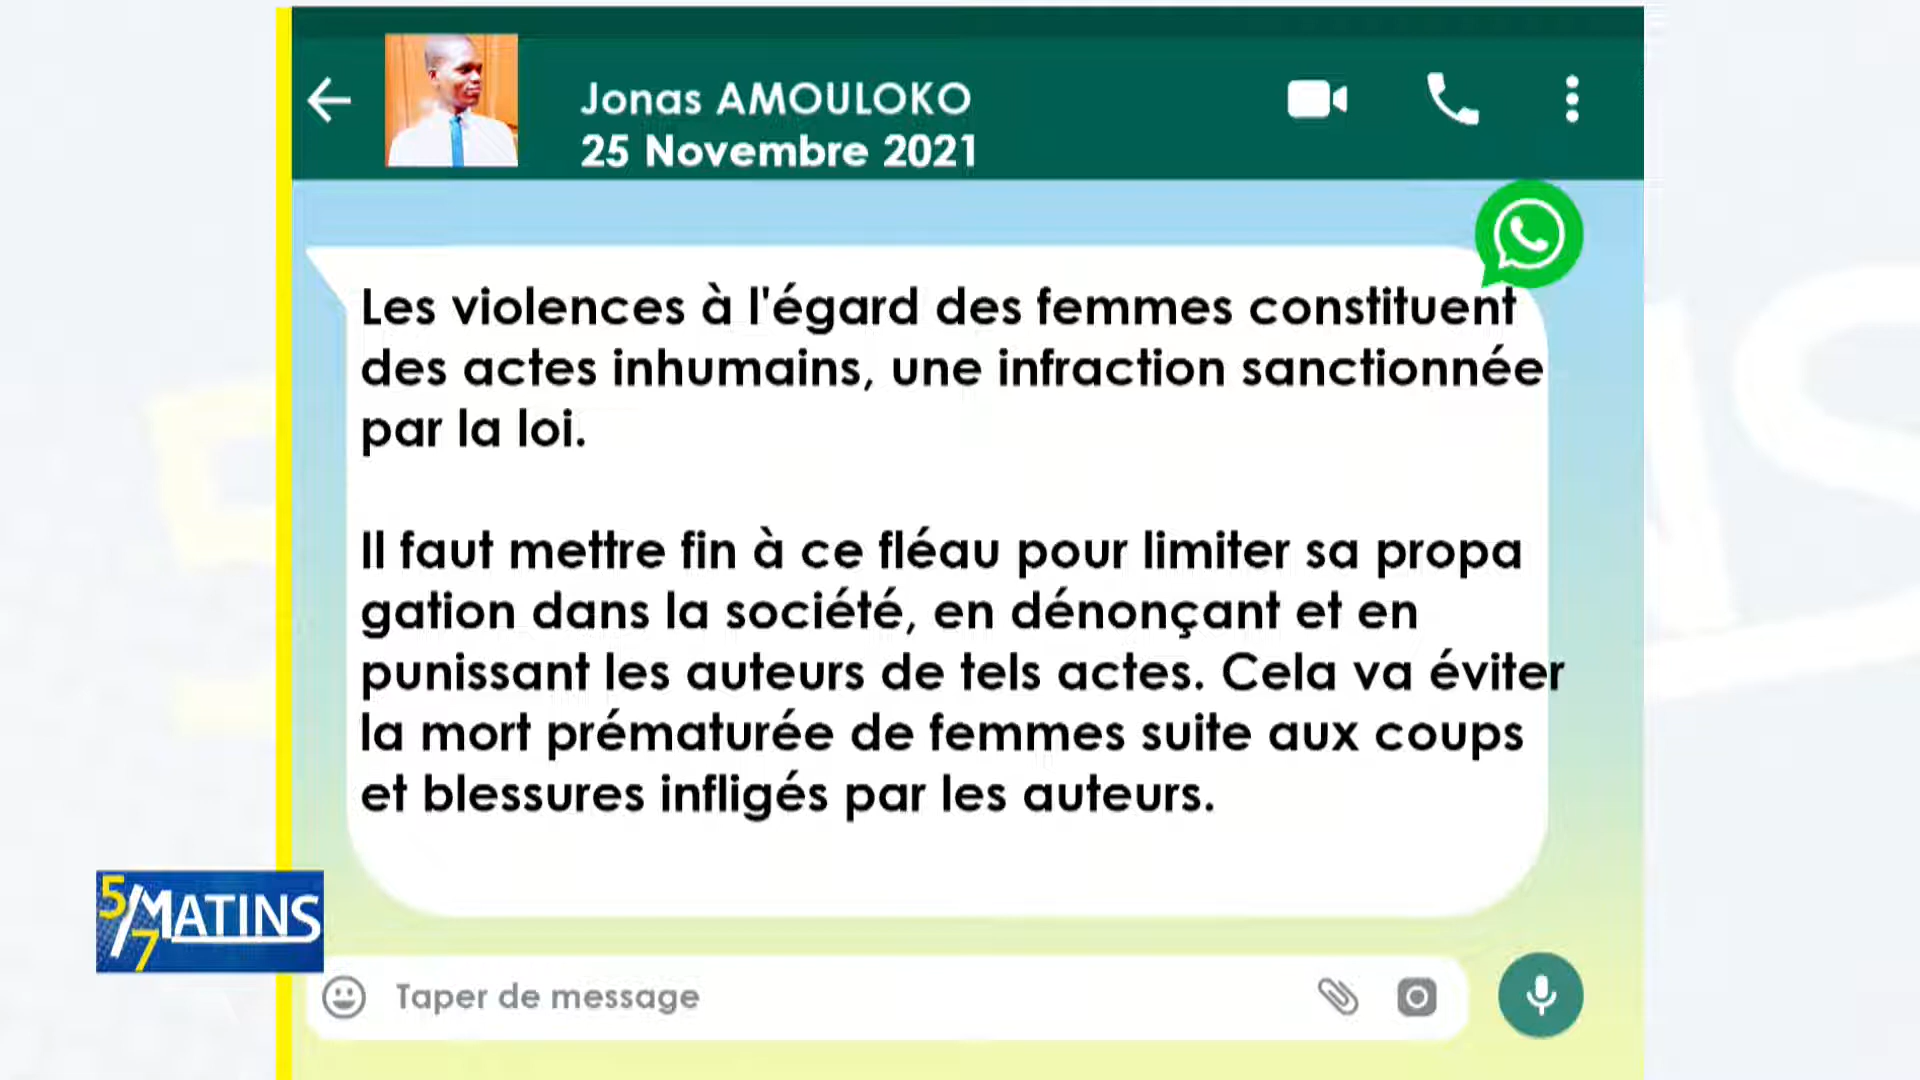 Jonas AMOULOKO
25 Novembre 2021
Les violences à l'égard des femmes constituent
des actes inhumains, une infraction sanctionnée
par la loi.
Il faut mettre fin à ce fléau pour limiter sa propa
gation dans la société, en dénonçant et en
punissant les auteurs de tels actes. Cela va éviter
la mort prématurée de femmes suite aux coups
et blessures infligés par les auteurs.
5/7 MATINS
Taper de message